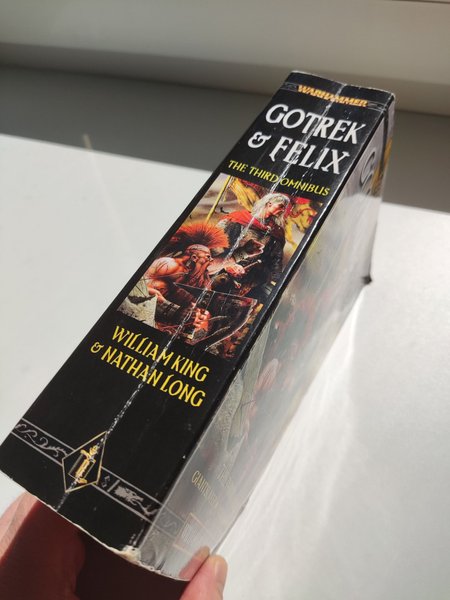 WARHAMMER
GOTREK
& FELIX
THE THIRD OMNIBUS
WILLIAM KING
& NATHAN LONG